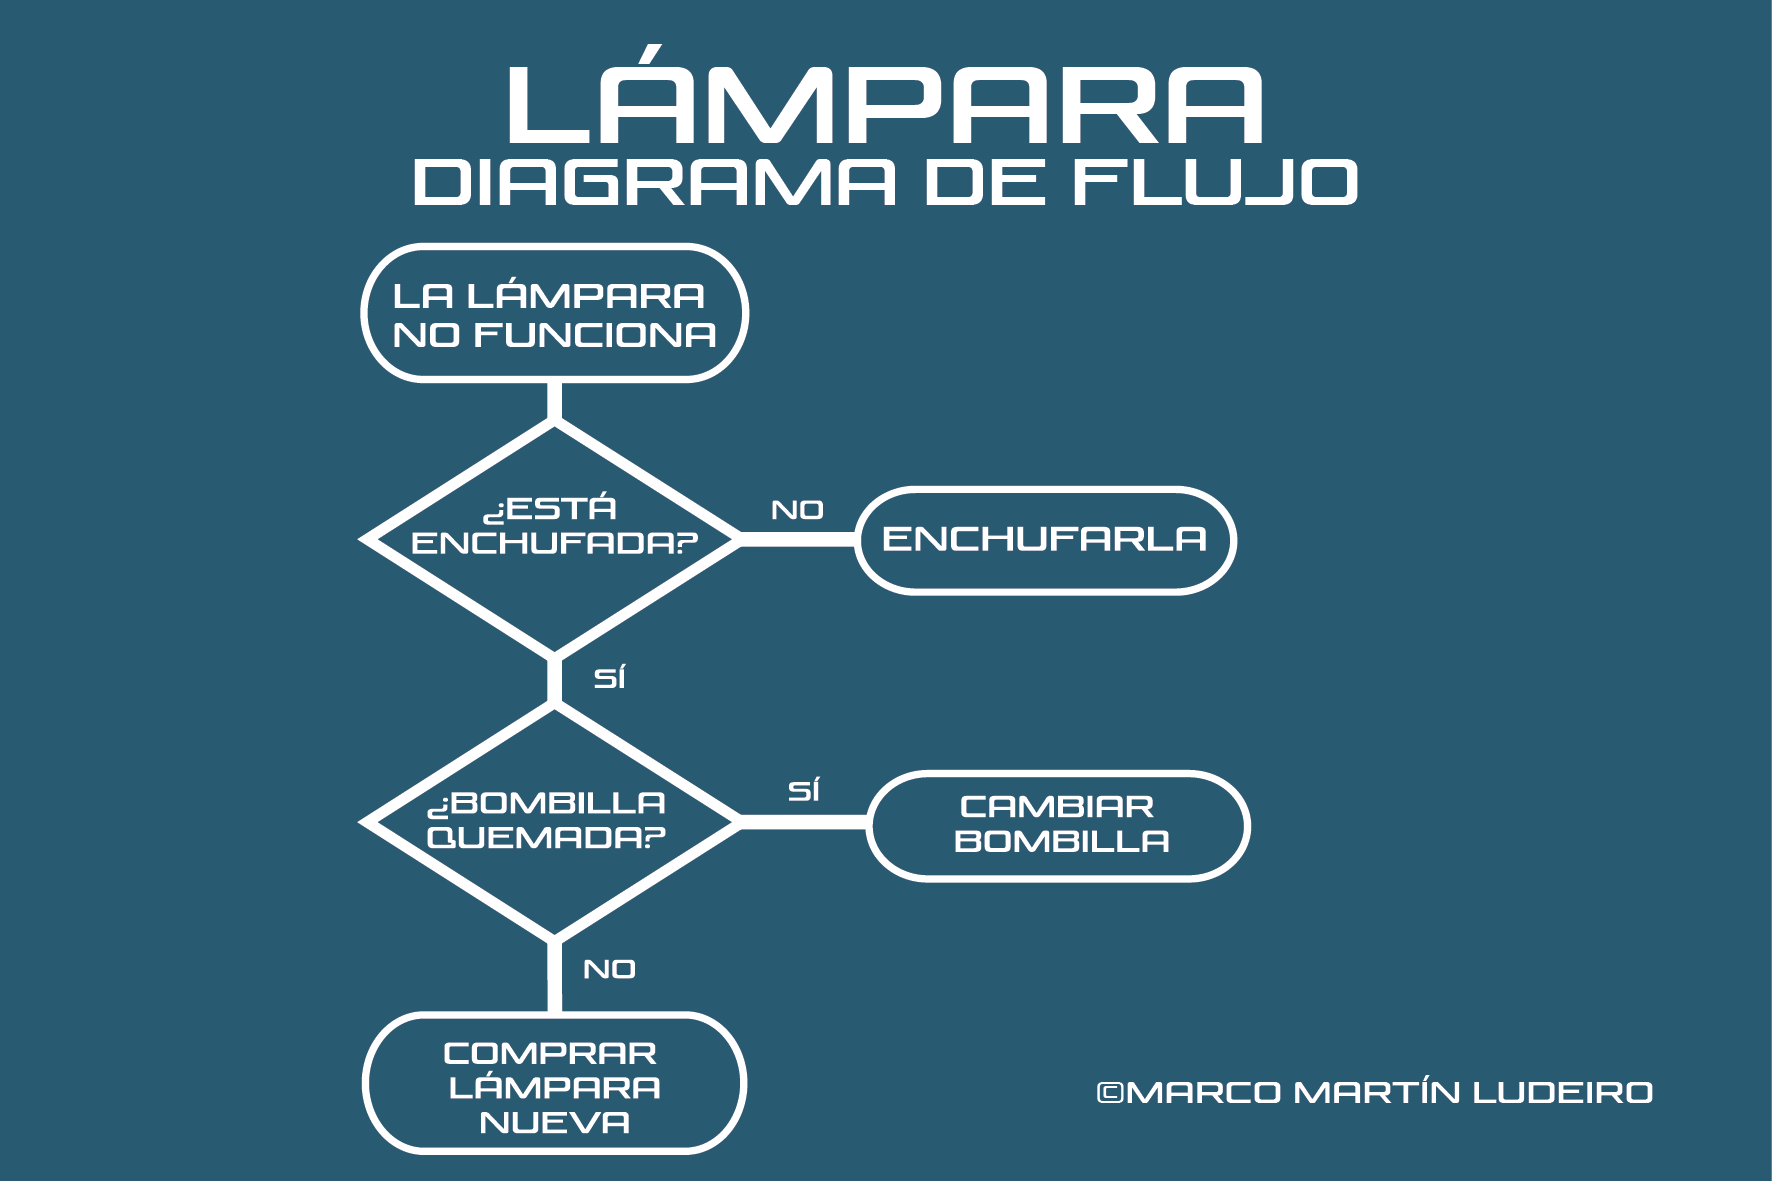 LÁMPARA
DIAGRAMA DE FLUJO
LA LÁMPARA
NO FUNCIONA
¿ESTÁ
ENCHUFADA?
NO
ENCHUFARLA
SÍ
¿BOMBILLA
QUEMADA?
SÍ
CAMBIAR
BOMBILLA
NO
COMPRAR
LÁMPARA
NUEVA
©MARCO MARTÍN LUDEIRO